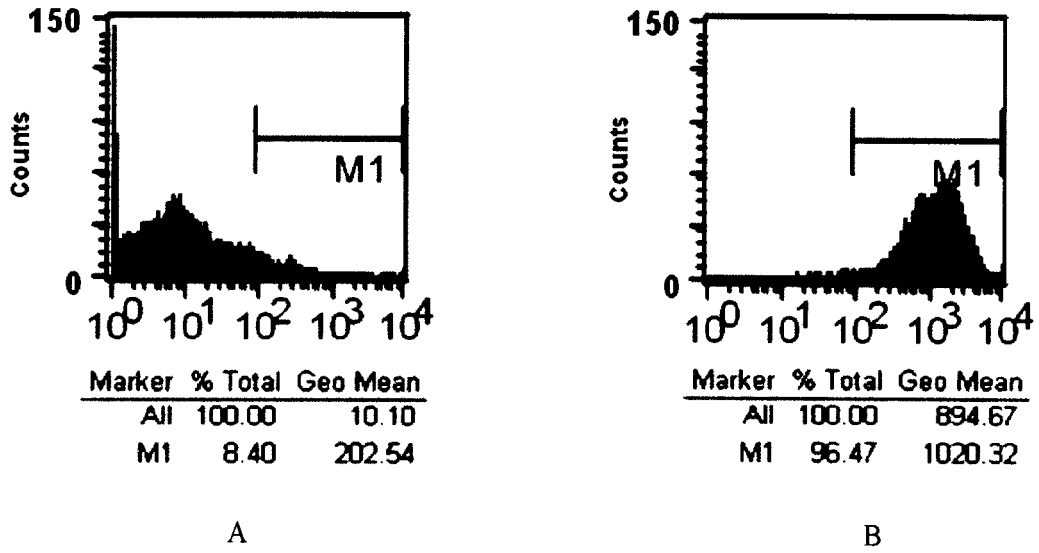 150
Counts
M1
0
10^0 10^1 10^2 10^3 10^4
Marker % Total Geo Mean
All 100.00 10.10
M1 8.40 202.54
A
150
Counts
M1
0
10^0 10^1 10^2 10^3 10^4
Marker % Total Geo Mean
All 100.00 894.67
M1 96.47 1020.32
B